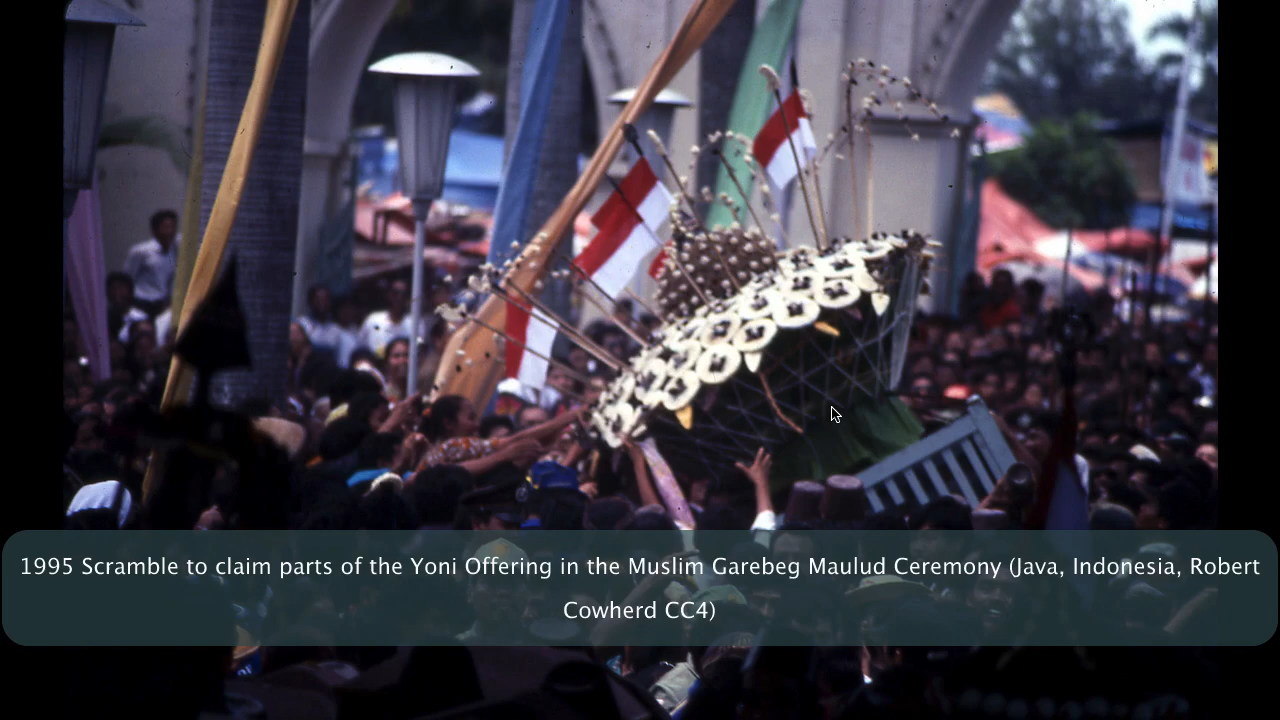 1995 Scramble to claim parts of the Yoni Offering in the Muslim Garebeg Maulud Ceremony (Java, Indonesia, Robert
Cowherd CC4)